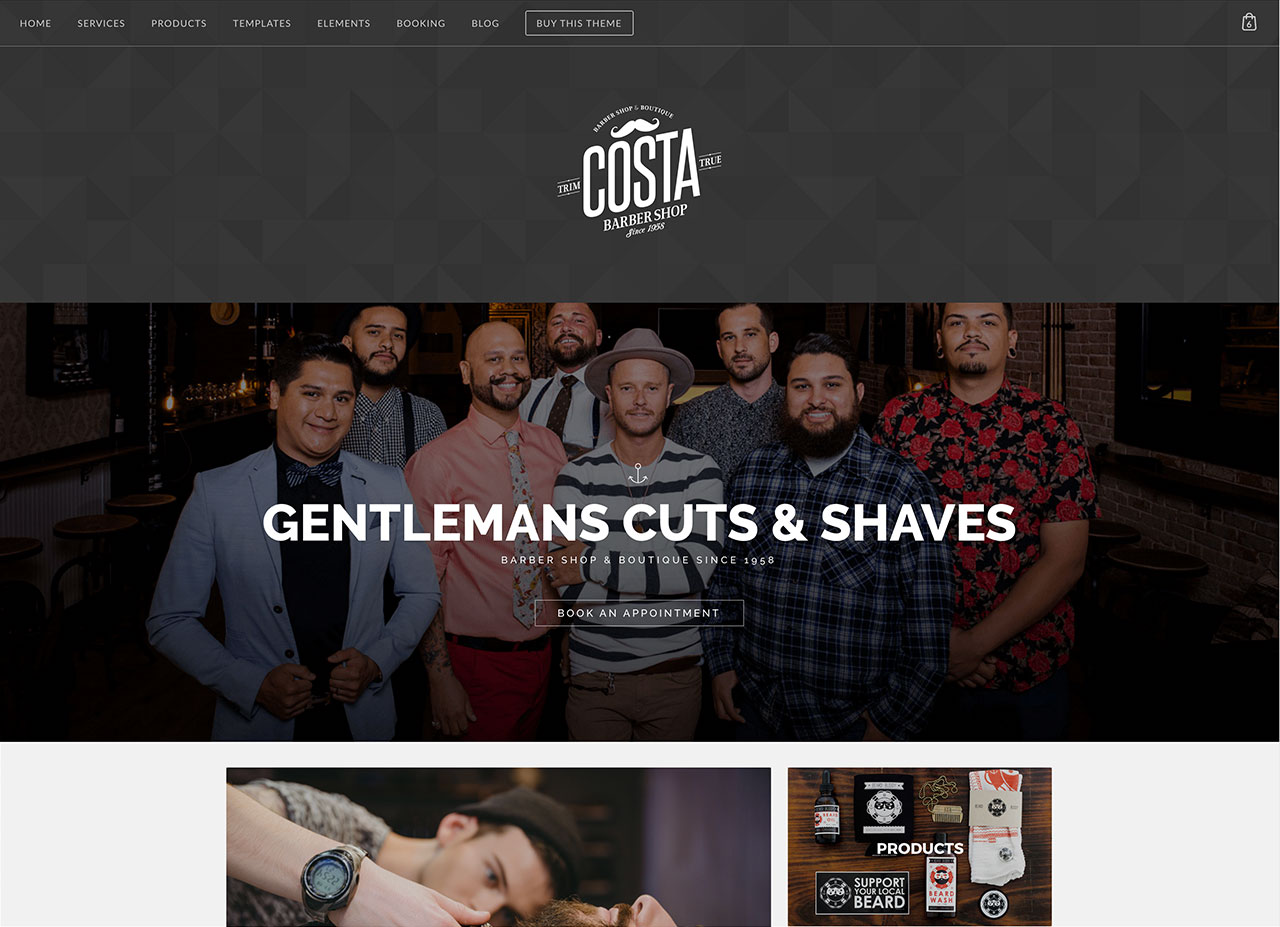 HOME SERVICES PRODUCTS TEMPLATES ELEMENTS BOOKING BLOG BUY THIS THEME 6
BARBER SHOP & BOUTIQUE
COSTA
TRIM TRUE
BARBER SHOP
Since 1958
GENTLEMANS CUTS & SHAVES
BARBER SHOP & BOUTIQUE SINCE 1958
BOOK AN APPOINTMENT
PRODUCTS
BEARD
OIL
SUPPORT
YOUR LOCAL
BEARD
BEARD
WASH